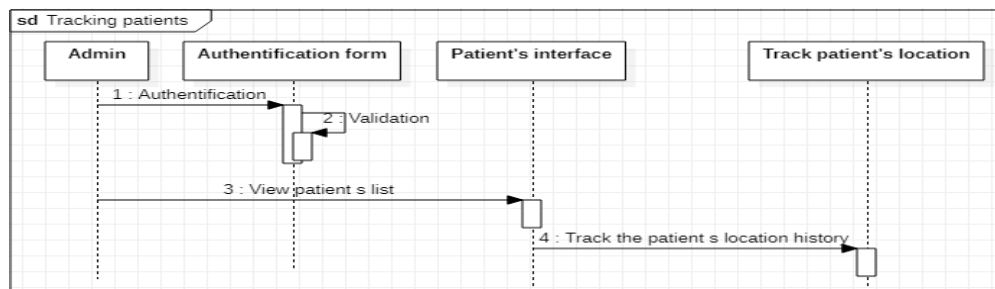 sd Tracking patients
Admin
Authentification form
Patient's interface
Track patient's location
1 : Authentification
2 : Validation
3 : View patient s list
4 : Track the patient s location history